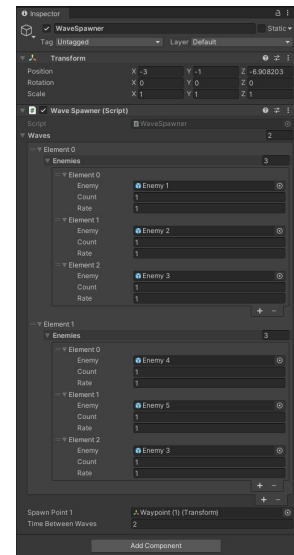 Inspector
WaveSpawner Static
Tag Untagged Layer Default
Transform
Position X -3 Y -1 Z -6.908203
Rotation X 0 Y 0 Z 0
Scale X 1 Y 1 Z 1
# Wave Spawner (Script)
Script WaveSpawner
Waves 2
Element 0
Enemies 3
Element 0
Enemy Enemy 1
Count 1
Rate 1
Element 1
Enemy Enemy 2
Count 1
Rate 1
Element 2
Enemy Enemy 3
Count 1
Rate 1
+ -
Element 1
Enemies 3
Element 0
Enemy Enemy 4
Count 1
Rate 1
Element 1
Enemy Enemy 5
Count 1
Rate 1
Element 2
Enemy Enemy 3
Count 1
Rate 1
+ -
+ -
Spawn Point 1 Waypoint (1) (Transform)
Time Between Waves 2
Add Component